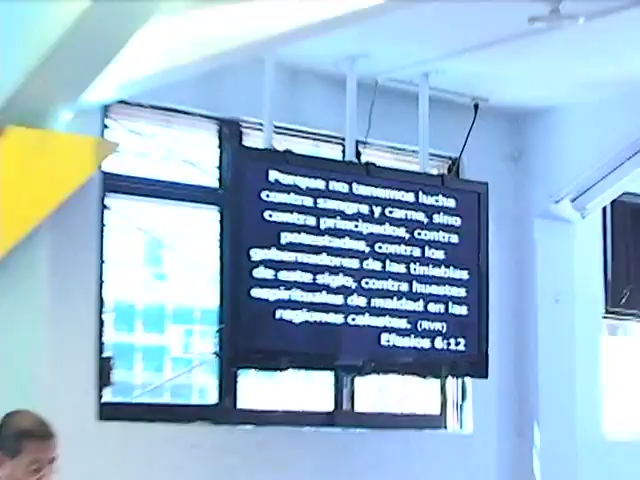 Porque no tenemos lucha
contra sangre y carne, sino
contra principados, contra
potestades, contra los
gobernadores de las tinieblas
de este siglo, contra huestes
espirituales de maldad en las
regiones celestes. (RVR)
Efesios 6:12